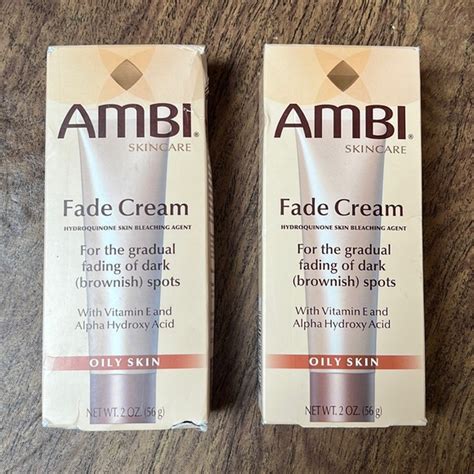 AMBI®
SKINCARE
Fade Cream
HYDROQUINONE SKIN BLEACHING AGENT
For the gradual
fading of dark
(brownish) spots
With Vitamin E and
Alpha Hydroxy Acid
OILY SKIN
NET WT. 2 OZ. (56 g)
AMBI®
SKINCARE
Fade Cream
HYDROQUINONE SKIN BLEACHING AGENT
For the gradual
fading of dark
(brownish) spots
With Vitamin E and
Alpha Hydroxy Acid
OILY SKIN
NET WT. 2 OZ. (56 g)